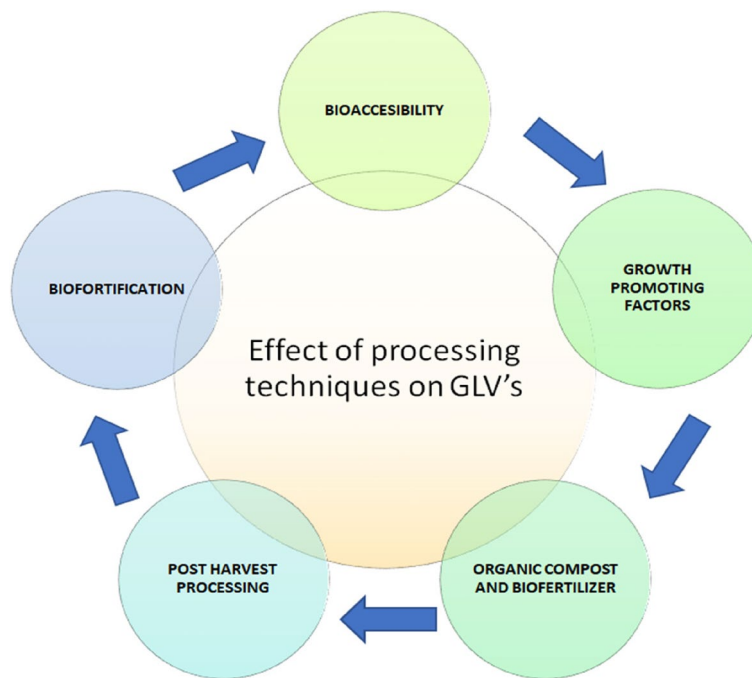 BIOACCESIBILITY
GROWTH
PROMOTING
FACTORS
BIOFORTIFICATION
Effect of processing
techniques on GLV's
POST HARVEST
PROCESSING
ORGANIC COMPOST
AND BIOFERTILIZER